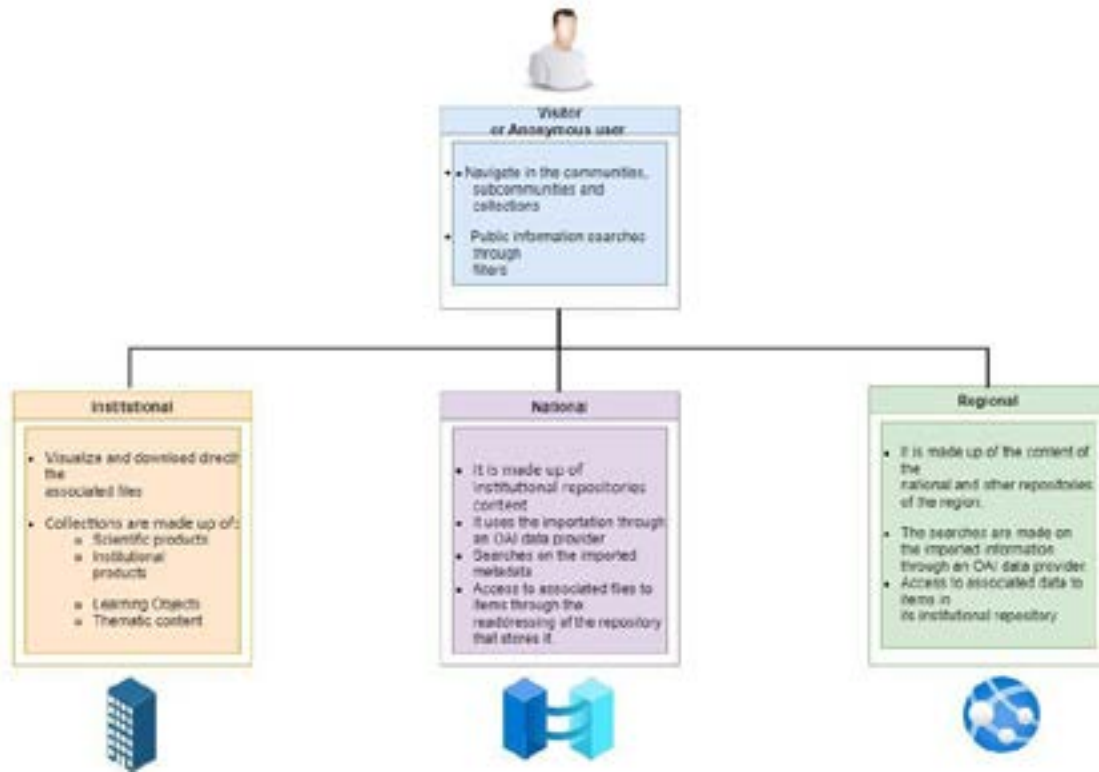 Visitor
or Anonymous user
Navigate in the communities,
subcommunities and
collections
Public information searches
through
filters
Institutional
Visualize and download directl
the
associated files
Collections are made up of:
Scientific products
Institutional
products
Learning Objects
Thematic content
National
It is made up of
institutional repositories
content
It uses the importation through
an OAI data provider
Searches on the imported
metadata
Access to associated files to
items through the
readdressing of the repository
that stores it
Regional
It is made up of the content of
the
national and other repositories
of the region.
The searches are made on
the imported information
through an OAI data provider
Access to associated data to
items in
its institutional repository